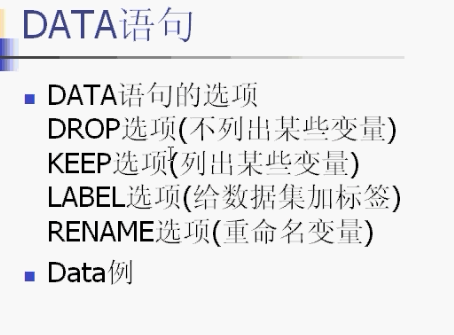 DATA语句
DATA语句的选项
DROP选项(不列出某些变量)
KEEP选项(列出某些变量)
LABEL选项(给数据集加标签)
RENAME选项(重命名变量)
Data例